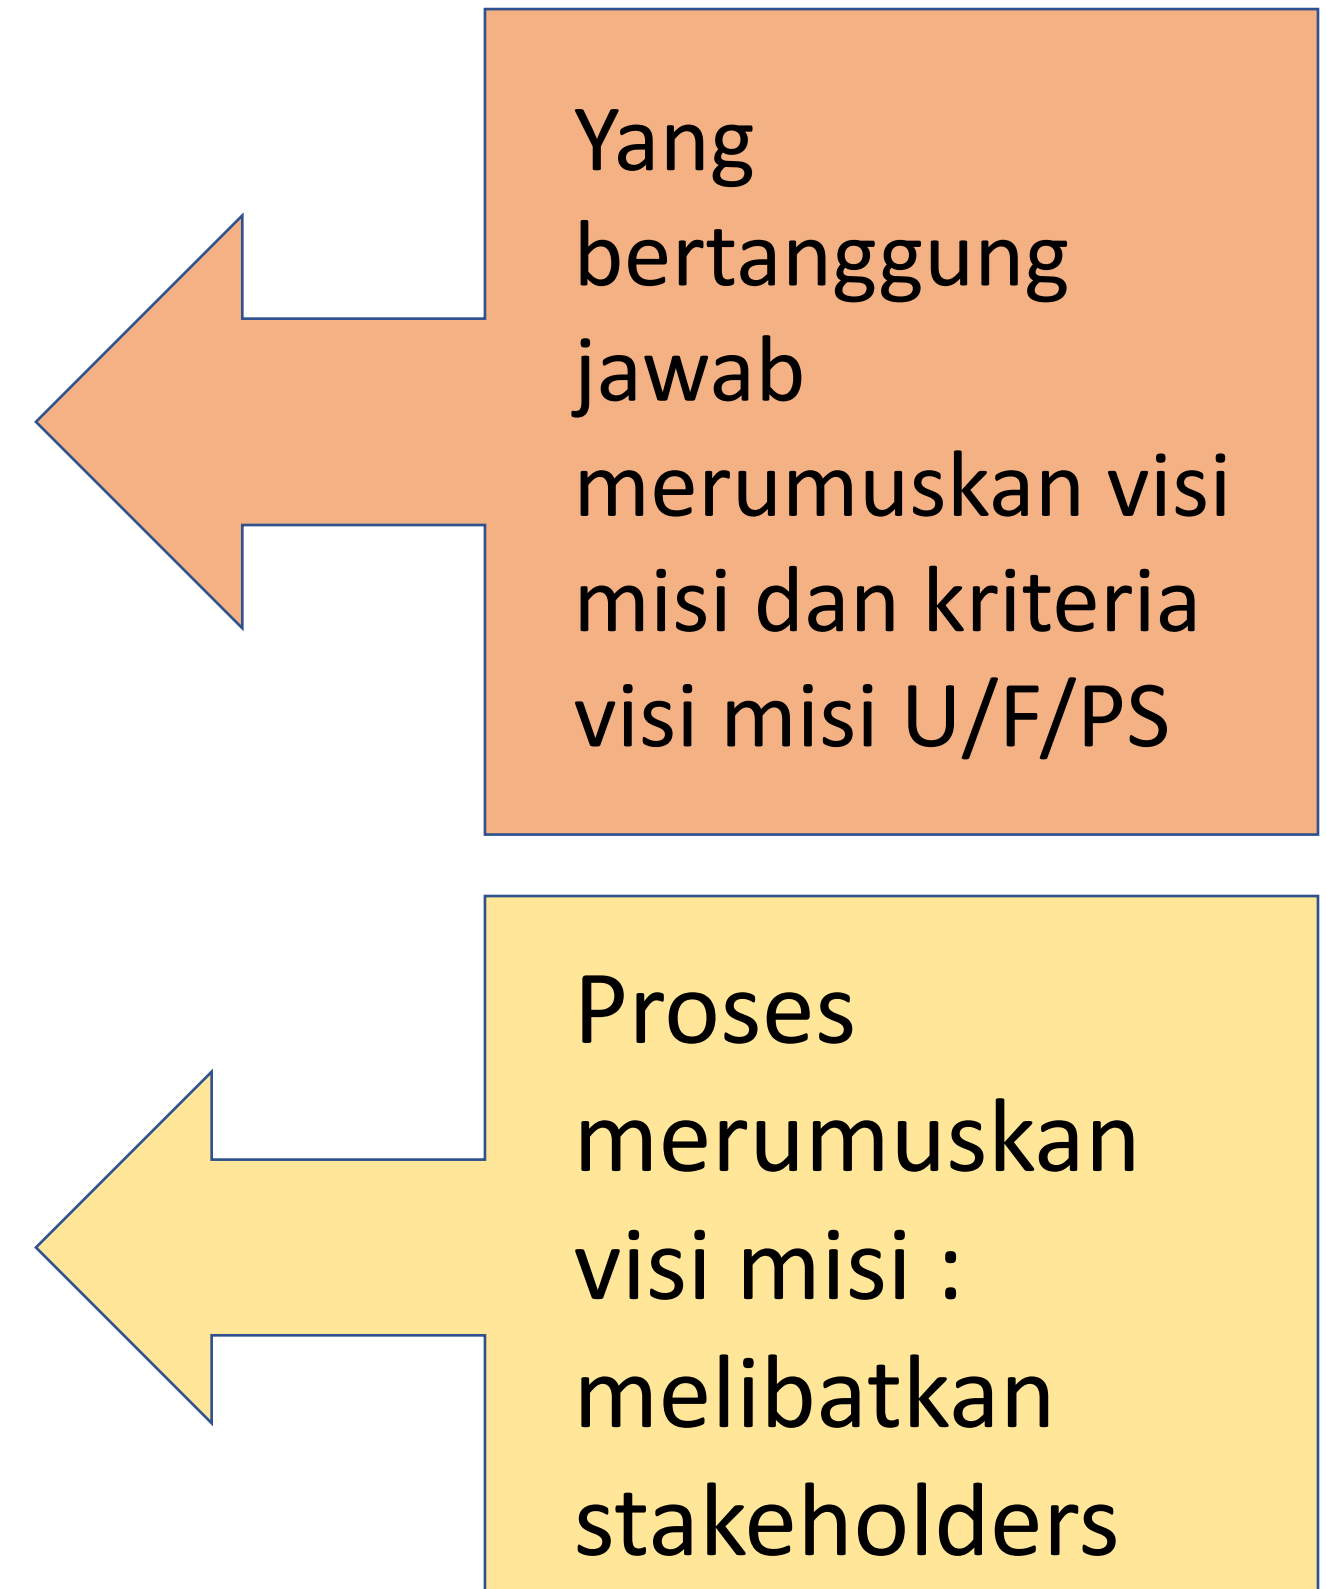 Yang
bertanggung
jawab
merumuskan visi
misi dan kriteria
visi misi U/F/PS
Proses
merumuskan
visi misi :
melibatkan
stakeholders